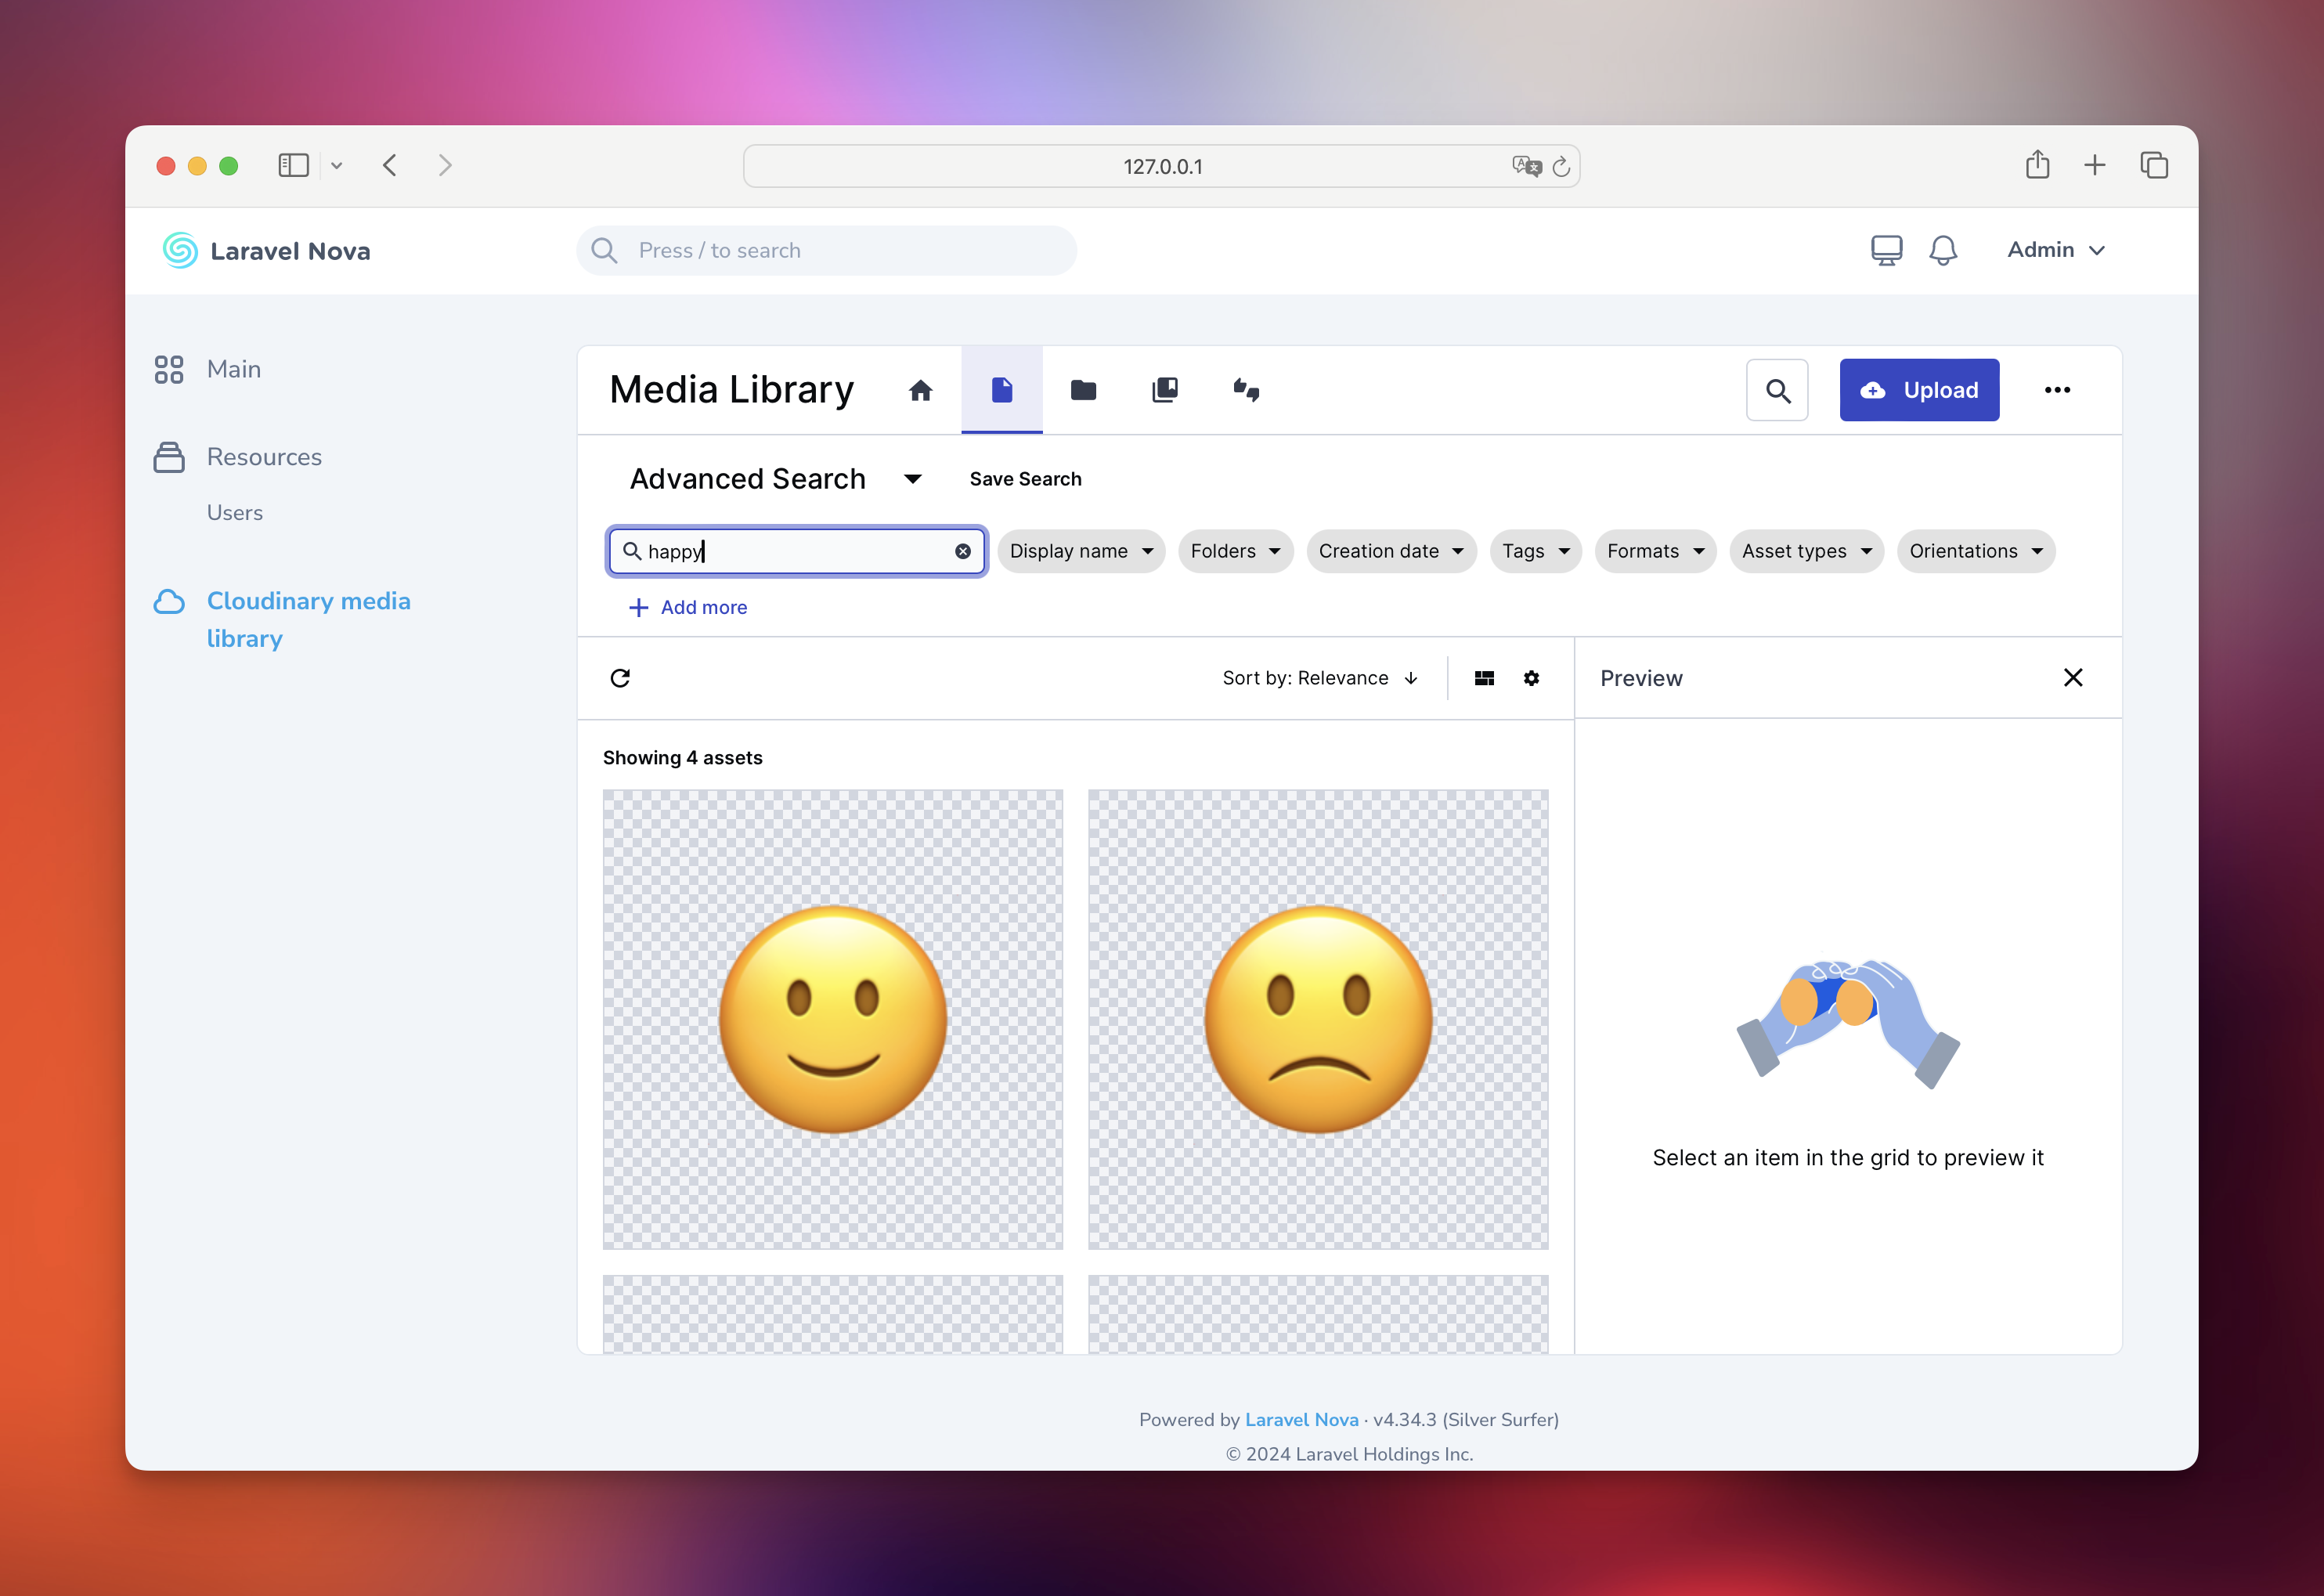 127.0.0.1
Laravel Nova
Press / to search
Admin
Main
Resources
Users
Cloudinary media
library
Media Library
Upload
Advanced Search
Save Search
happy
Display name
Folders
Creation date
Tags
Formats
Asset types
Orientations
Add more
Sort by: Relevance
Preview
Showing 4 assets
Select an item in the grid to preview it
Powered by Laravel Nova · v4.34.3 (Silver Surfer)
© 2024 Laravel Holdings Inc.